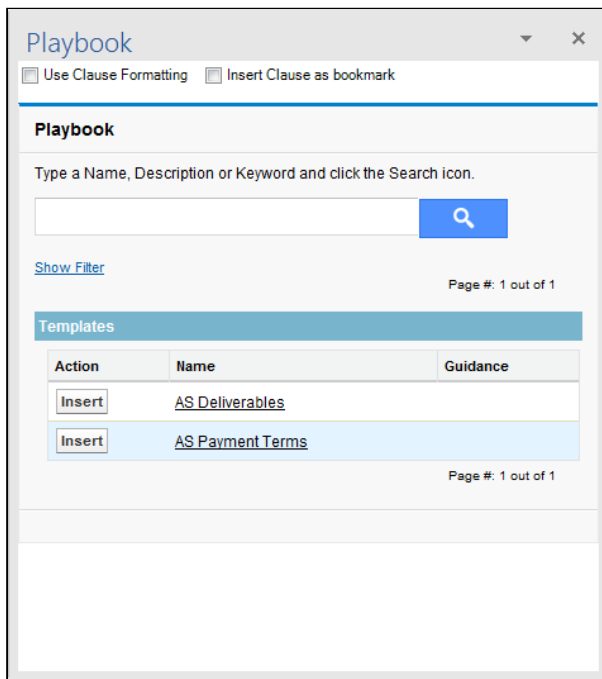 Playbook
Use Clause Formatting Insert Clause as bookmark
Playbook
Type a Name, Description or Keyword and click the Search icon.
Show Filter
Page #: 1 out of 1
Templates
Action Name Guidance
Insert AS Deliverables
Insert AS Payment Terms
Page #: 1 out of 1